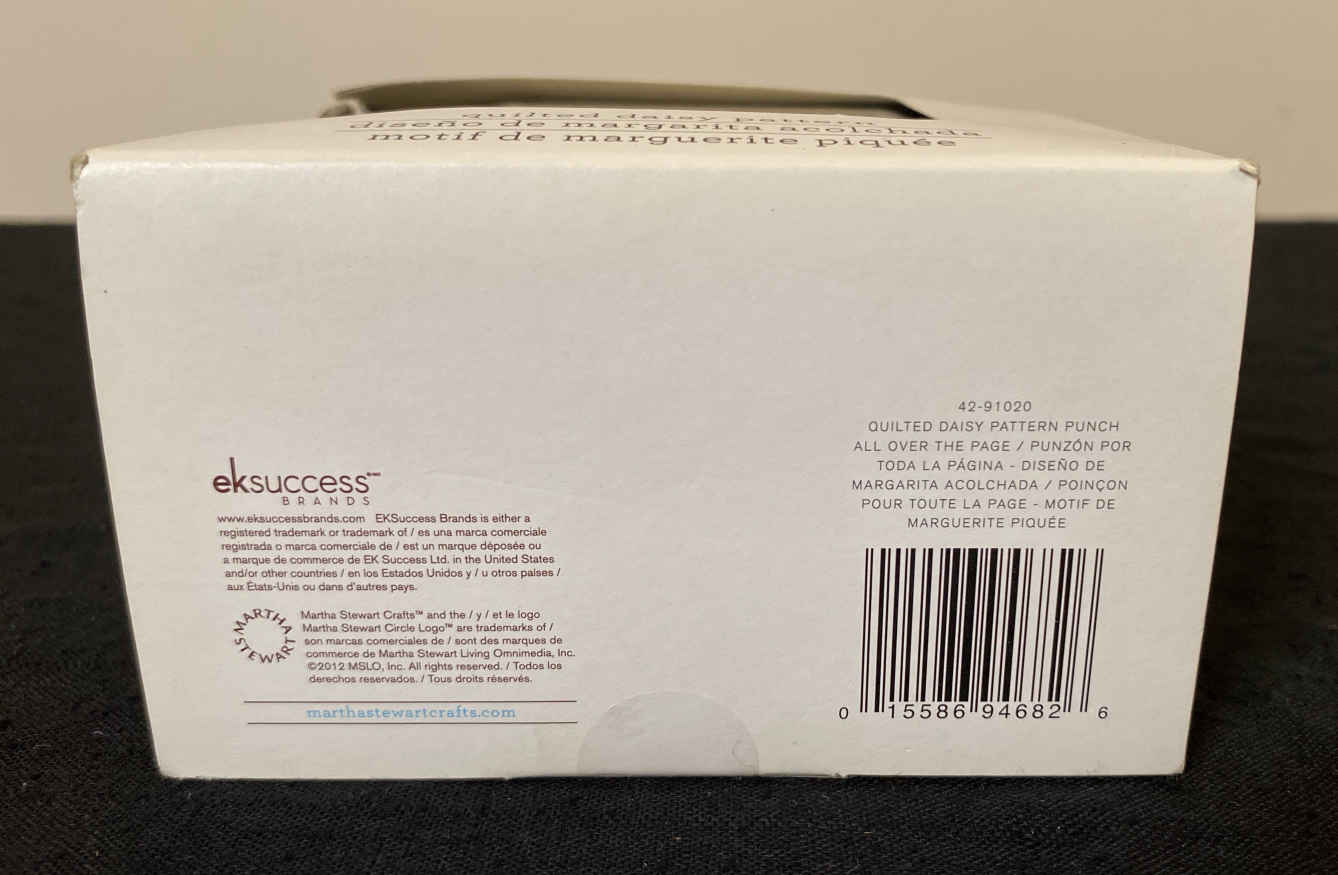 quilted daisy pattern
diseño de margarita acolchada
motif de marguerite piquée
eksuccess
BRANDS
www.eksuccessbrands.com EKSuccess Brands is either a
registered trademark or trademark of / es una marca comerciale
registrada o marca comerciale de / est un marque déposée ou
a marque de commerce de EK Success Ltd. in the United States
and/or other countries / en los Estados Unidos y / u otros países /
aux États-Unis ou dans d'autres pays.
MARTHA
STEWART
Martha Stewart Crafts™ and the / y / et le logo
Martha Stewart Circle Logo™ are trademarks of /
son marcas comerciales de / sont des marques de
commerce de Martha Stewart Living Omnimedia, Inc.
©2012 MSLO, Inc. All rights reserved. / Todos los
derechos reservados. / Tous droits réservés.
marthastewartcrafts.com
42-91020
QUILTED DAISY PATTERN PUNCH
ALL OVER THE PAGE / PUNZÓN POR
TODA LA PÁGINA - DISEÑO DE
MARGARITA ACOLCHADA / POINÇON
POUR TOUTE LA PAGE - MOTIF DE
MARGUERITE PIQUÉE
0 15586 94682 6